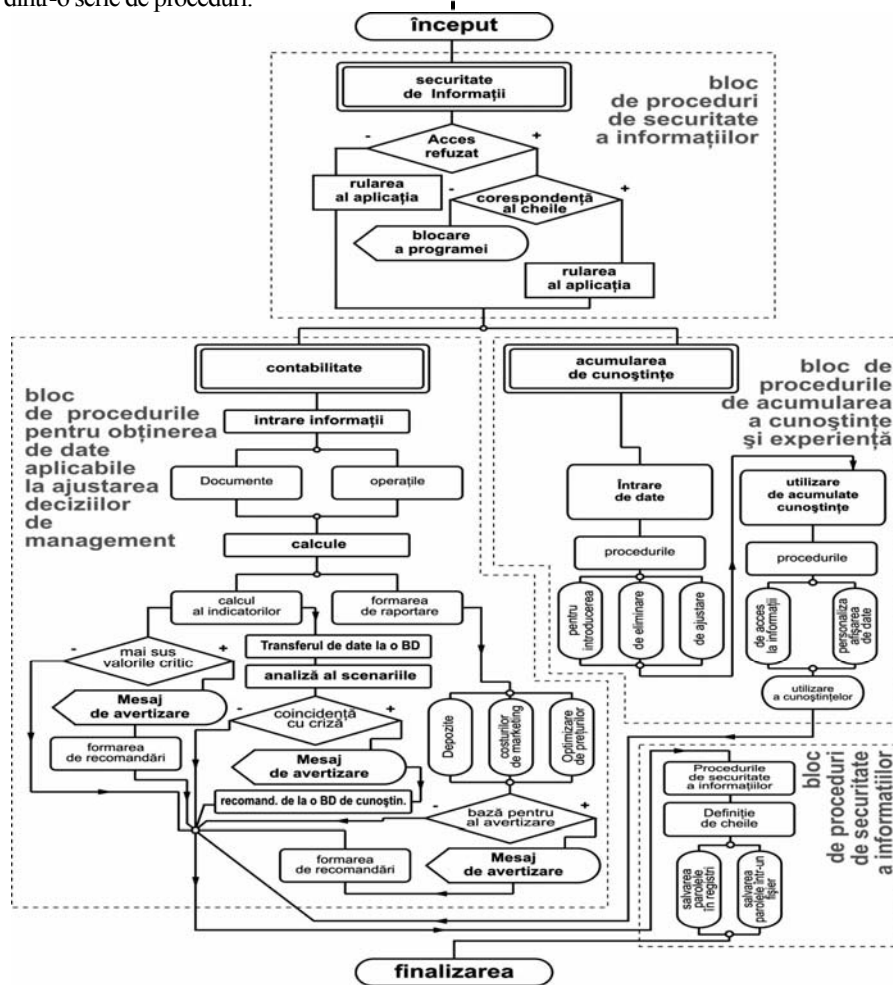 dintr-o serie de proceduri.
început
securitate
de Informații
bloc
de proceduri
de securitate
a informațiilor
-
+
Acces
refuzat
rularea
al aplicația
-
+
corespondență
al cheile
blocare
a programei
rularea
al aplicația
contabilitate
acumularea
de cunoștințe
bloc de
procedurile
de acumularea
a cunoștințe
și experiență
bloc
de procedurile
pentru obținerea
de date
aplicabile
la ajustarea
deciziilor
de
management
intrare informații
Documente
operațile
calcule
calcul
al indicatorilor
formarea
de raportare
Întrare
de date
utilizare
de acumulate
cunoștințe
procedurile
procedurile
pentru
introducerea
de eliminare
de ajustare
de acces
la informații
personaliza
afișarea
de date
utilizare
a cunoștințelor
-
+
mai sus
valorile critic
Transferul de date la o BD
analiză al scenariile
Mesaj
de avertizare
-
+
coincidență
cu criză
formarea
de recomandări
Mesaj
de avertizare
recomand. de la o BD de cunoștin.
Depozite
costurilor
de marketing
Optimizare
de prețurilor
-
+
bază pentru
al avertizare
formarea
de recomandări
Mesaj
de avertizare
Procedurile
de securitate
a informațiilor
Definiție
de cheile
bloc
de proceduri
de securitate
a informatiilor
salvarea
parolele
în registri
salvarea
parolele
într-un
fișier
finalizarea